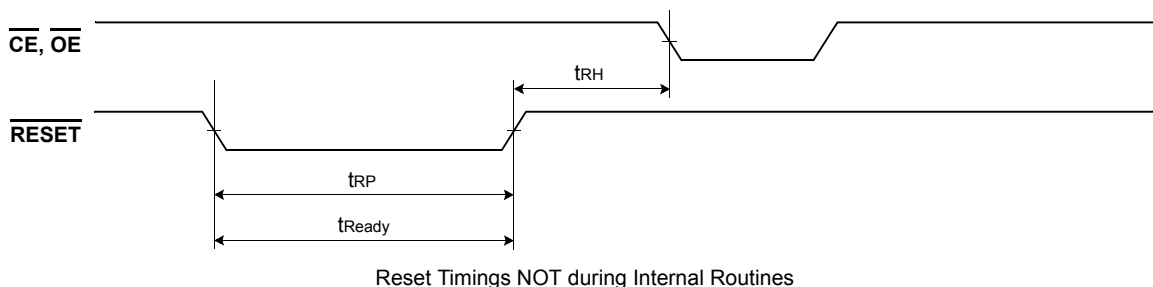 CE, OE
tRH
RESET
tRP
tReady
Reset Timings NOT during Internal Routines